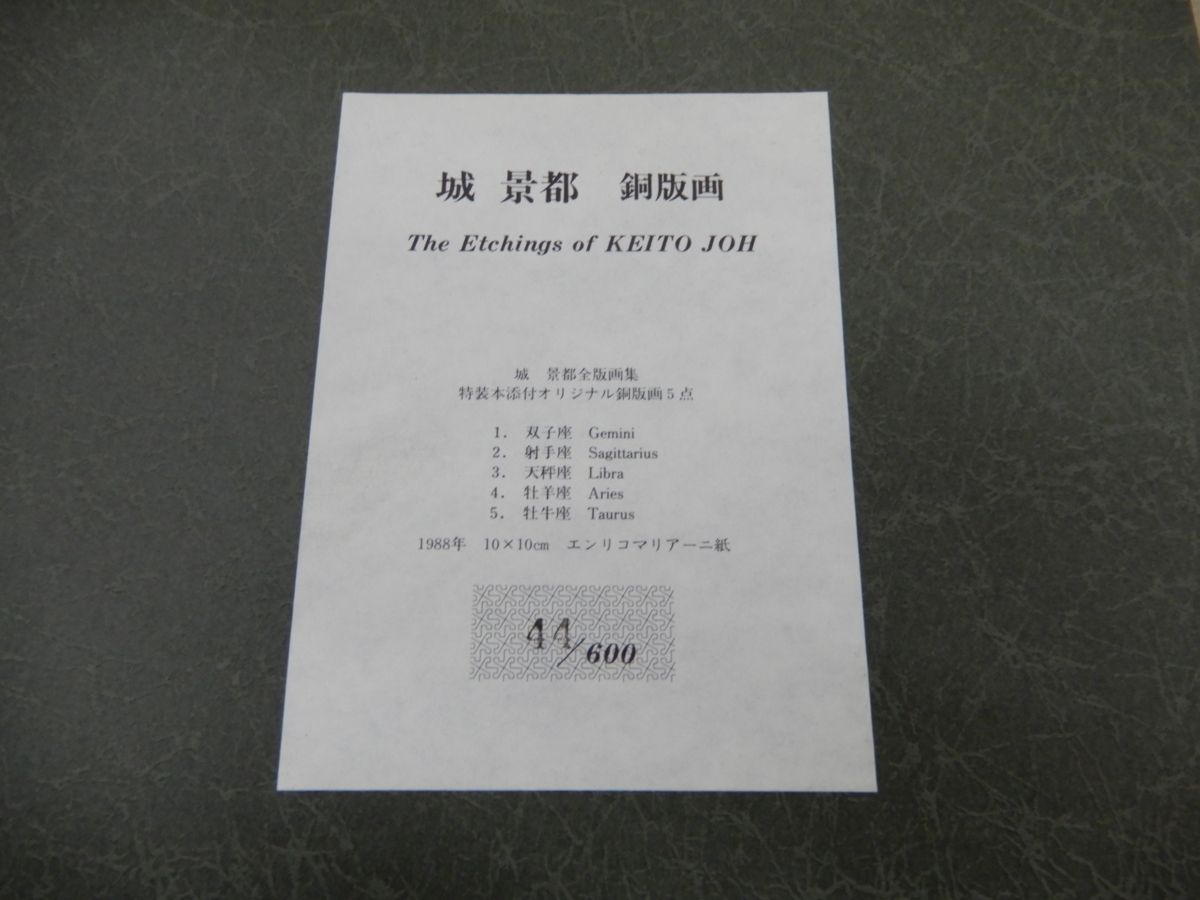 城 景都 銅版画
The Etchings of KEITO JOH
城 景都全版画集
特装本添付オリジナル銅版画5点
1. 双子座 Gemini
2. 射手座 Sagittarius
3. 天秤座 Libra
4. 牡羊座 Aries
5. 牡牛座 Taurus
1988年 10×10cm エンリコマリアーニ紙
44/600